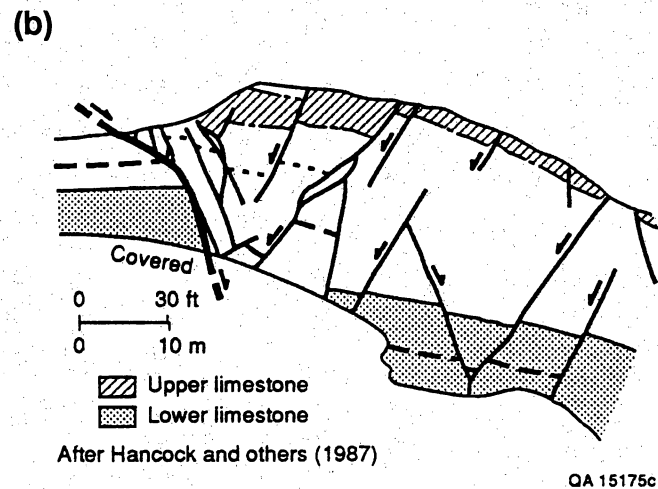 (b)
Covered
0 30 ft
0 10 m
Upper limestone
Lower limestone
After Hancock and others (1987)
QA 15175c